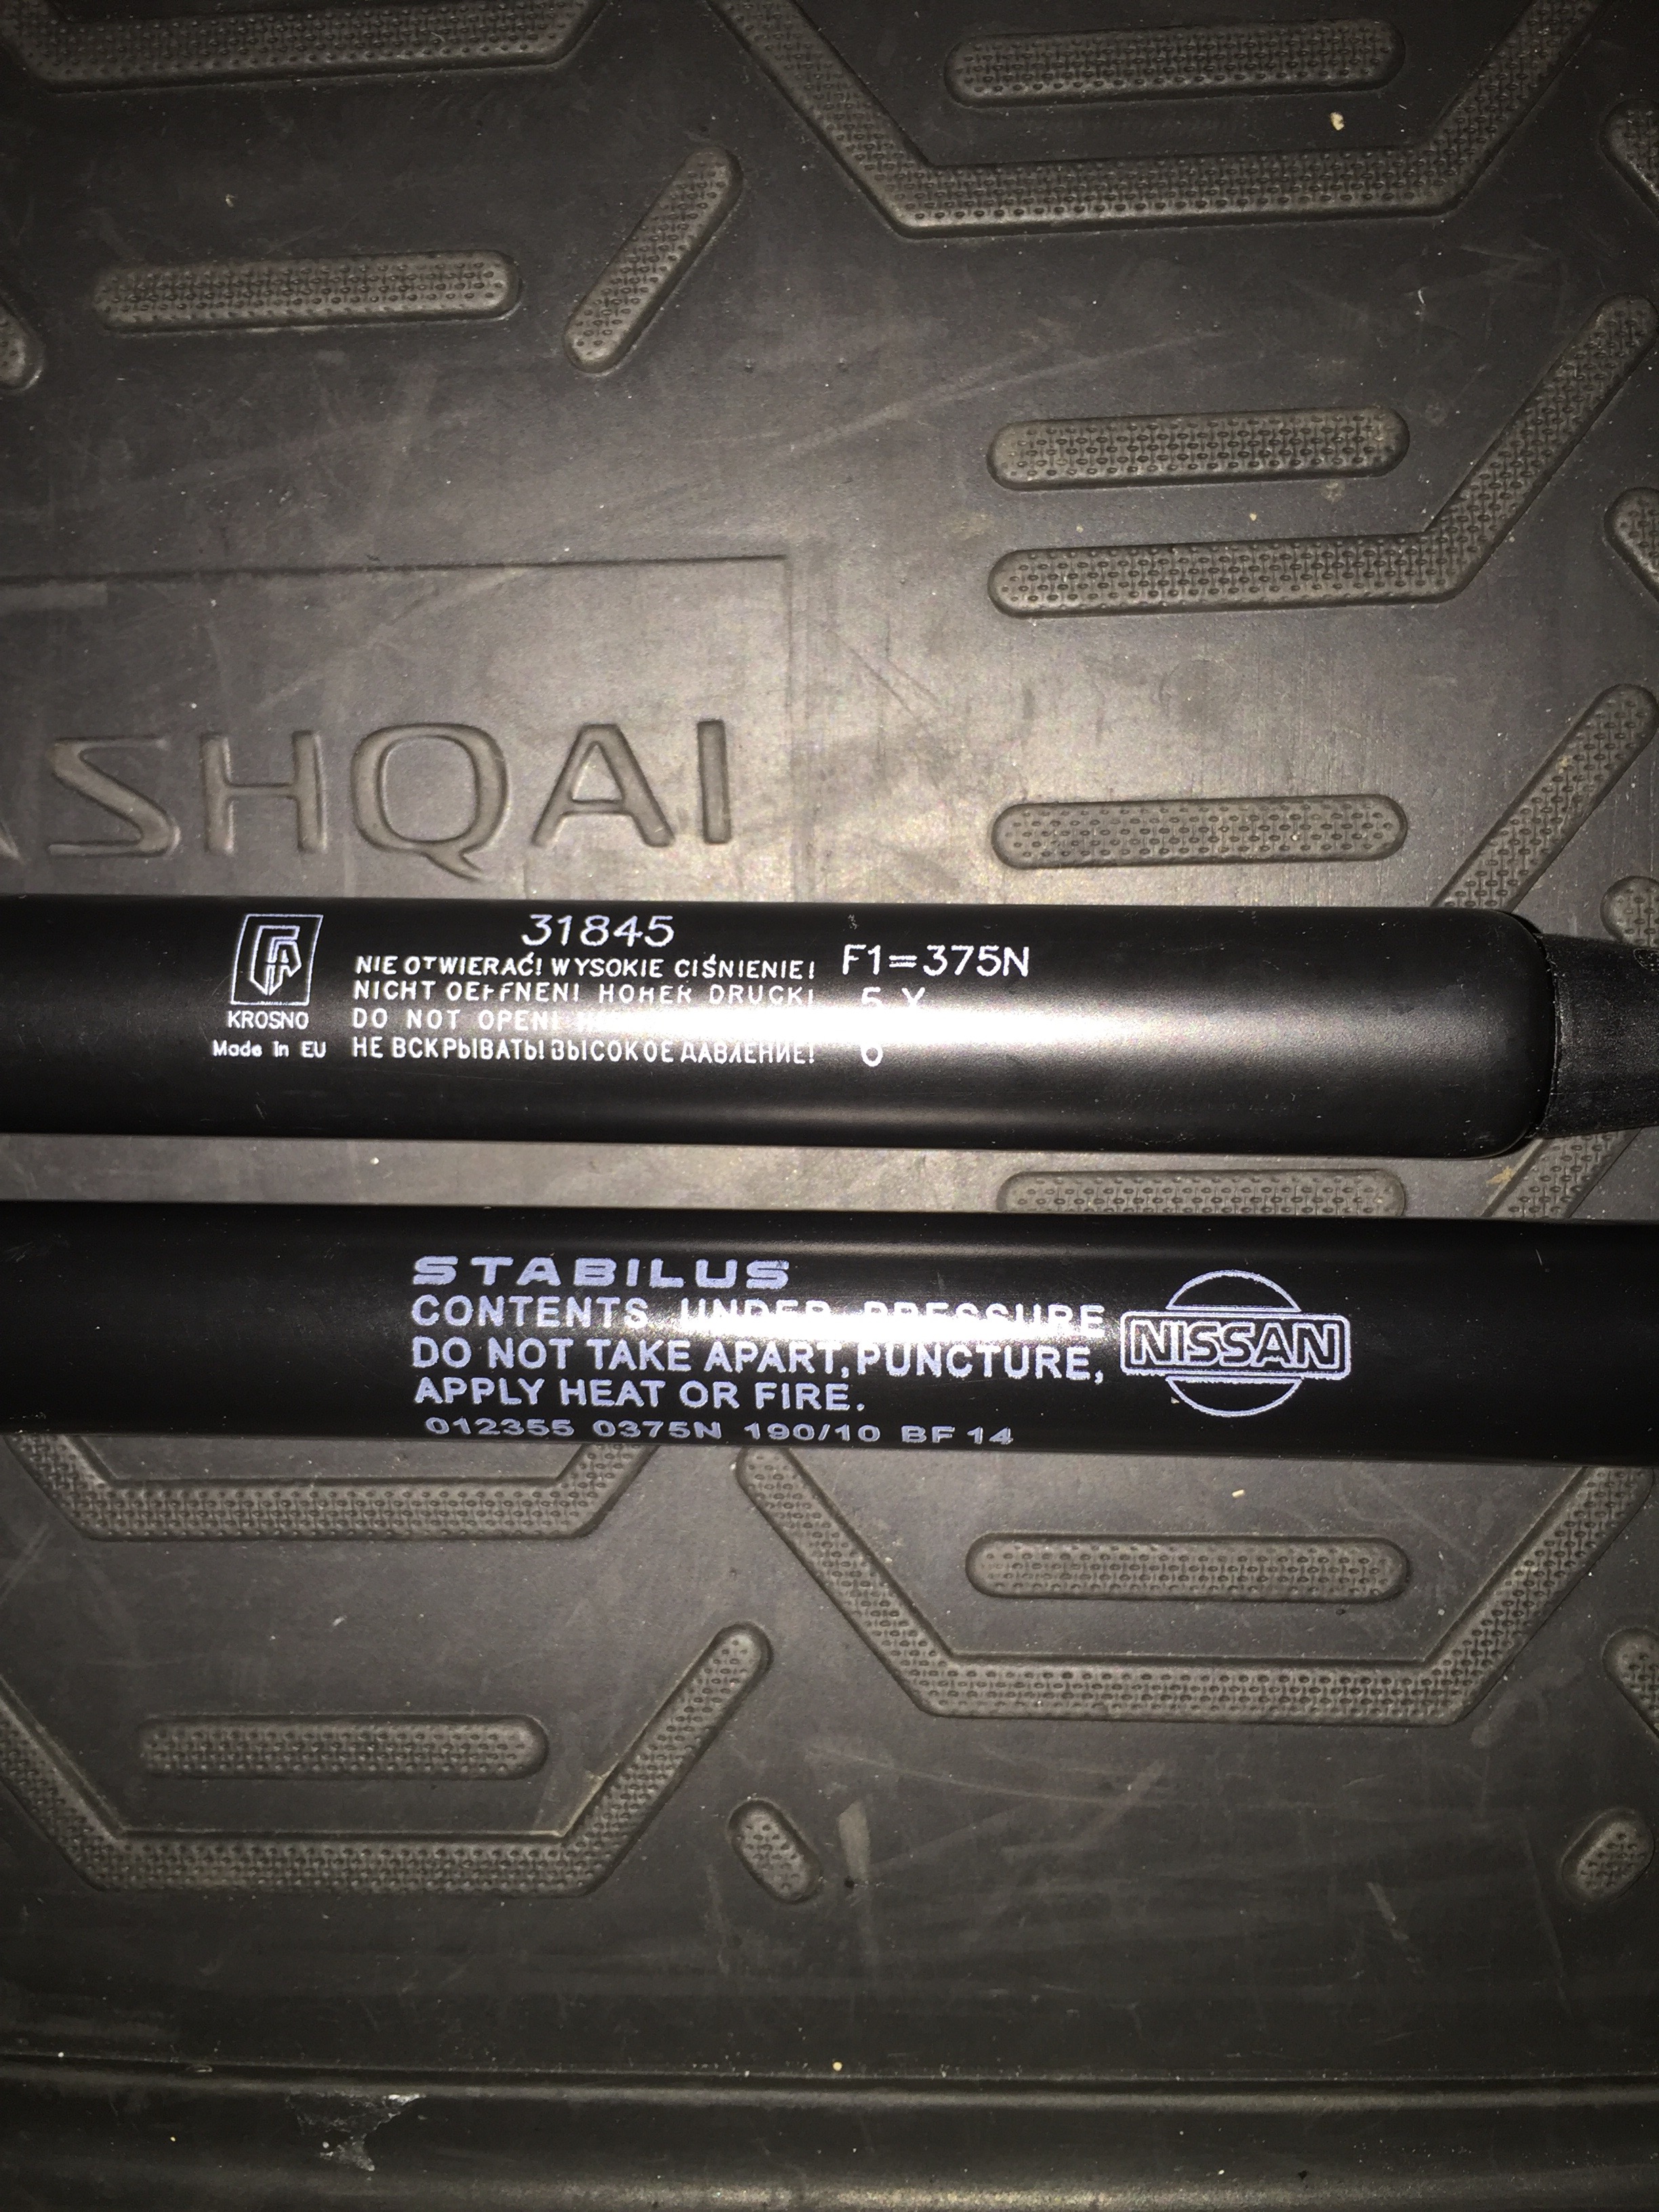 SHQAI
31845
NIE OTWIERAĆ! WYSOKIE CIŚNIENIE!
F1=375N
NICHT OEFFNEN! HOHER DRUCK!
5 X
KROSNO
DO NOT OPEN!
Made in EU
НЕ ВСКРЫВАТЬ! ВЫСОКОЕ ДАВЛЕНИЕ!
6
STABILUS
CONTENTS UNDER PRESSURE
DO NOT TAKE APART, PUNCTURE,
APPLY HEAT OR FIRE.
NISSAN
012355 0375N 190/10 BF 14